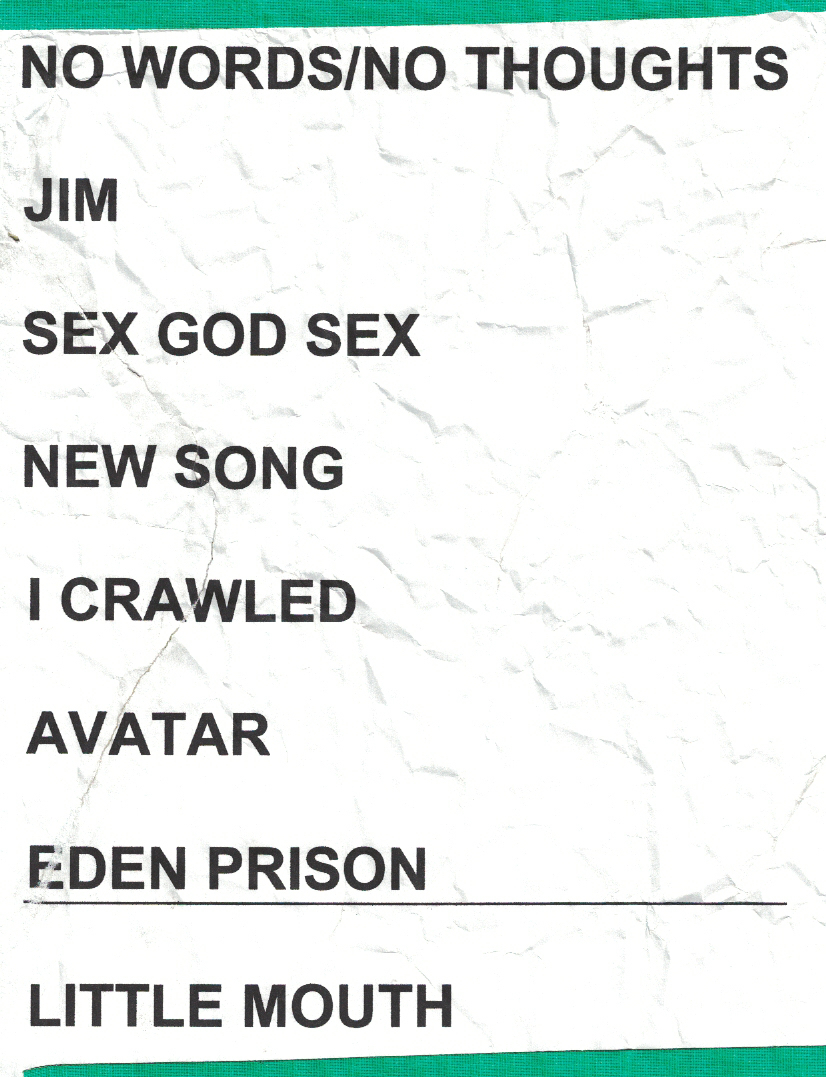 NO WORDS/NO THOUGHTS
JIM
SEX GOD SEX
NEW SONG
I CRAWLED
AVATAR
EDEN PRISON
LITTLE MOUTH